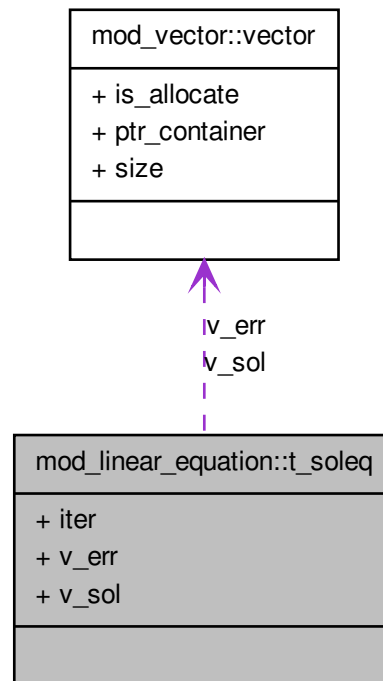 mod_vector::vector
+ is_allocate
+ ptr_container
+ size
v_err
v_sol
mod_linear_equation::t_soleq
+ iter
+ v_err
+ v_sol